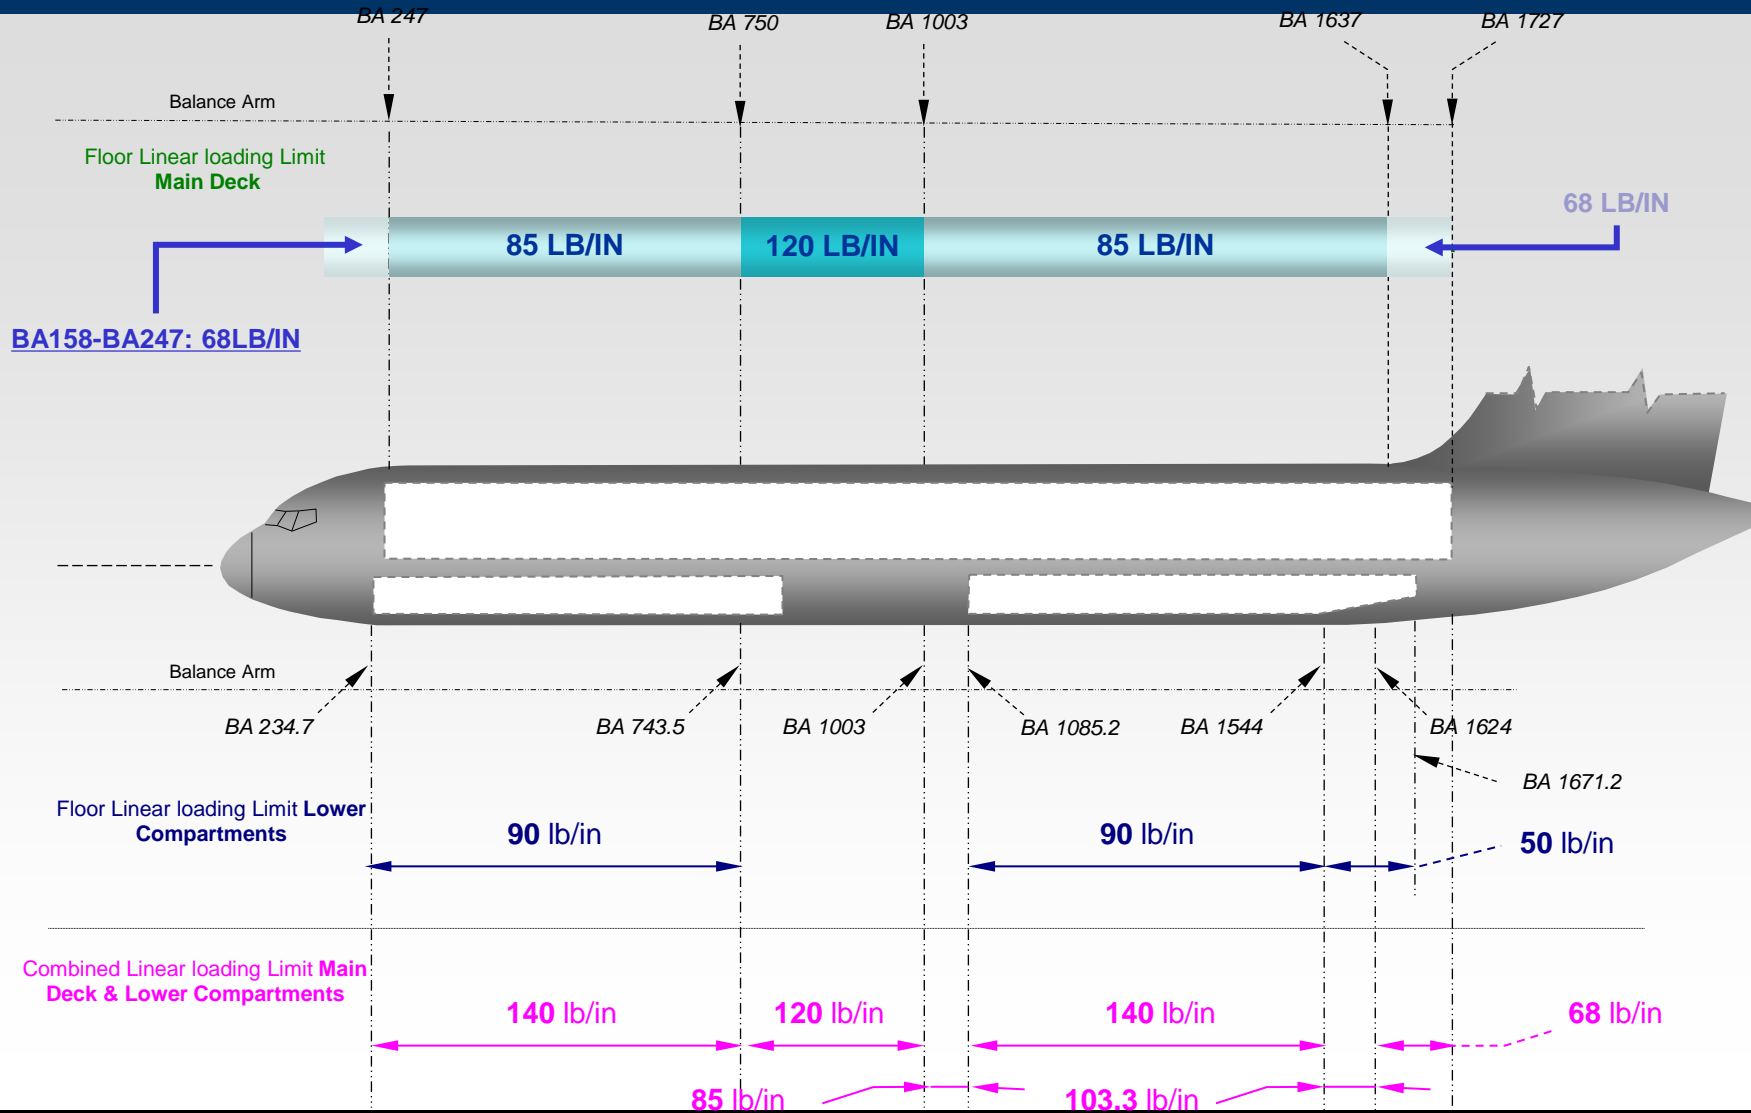 BA 247
BA 750
BA 1003
BA 1637
BA 1727
Balance Arm
Floor Linear loading Limit
Main Deck
68 LB/IN
85 LB/IN
120 LB/IN
85 LB/IN
BA158-BA247: 68LB/IN
Balance Arm
BA 234.7
BA 743.5
BA 1003
BA 1085.2
BA 1544
BA 1624
BA 1671.2
Floor Linear loading Limit Lower
Compartments
90 lb/in
90 lb/in
50 lb/in
Combined Linear loading Limit Main
Deck & Lower Compartments
140 lb/in
120 lb/in
140 lb/in
68 lb/in
85 lb/in
103.3 lb/in